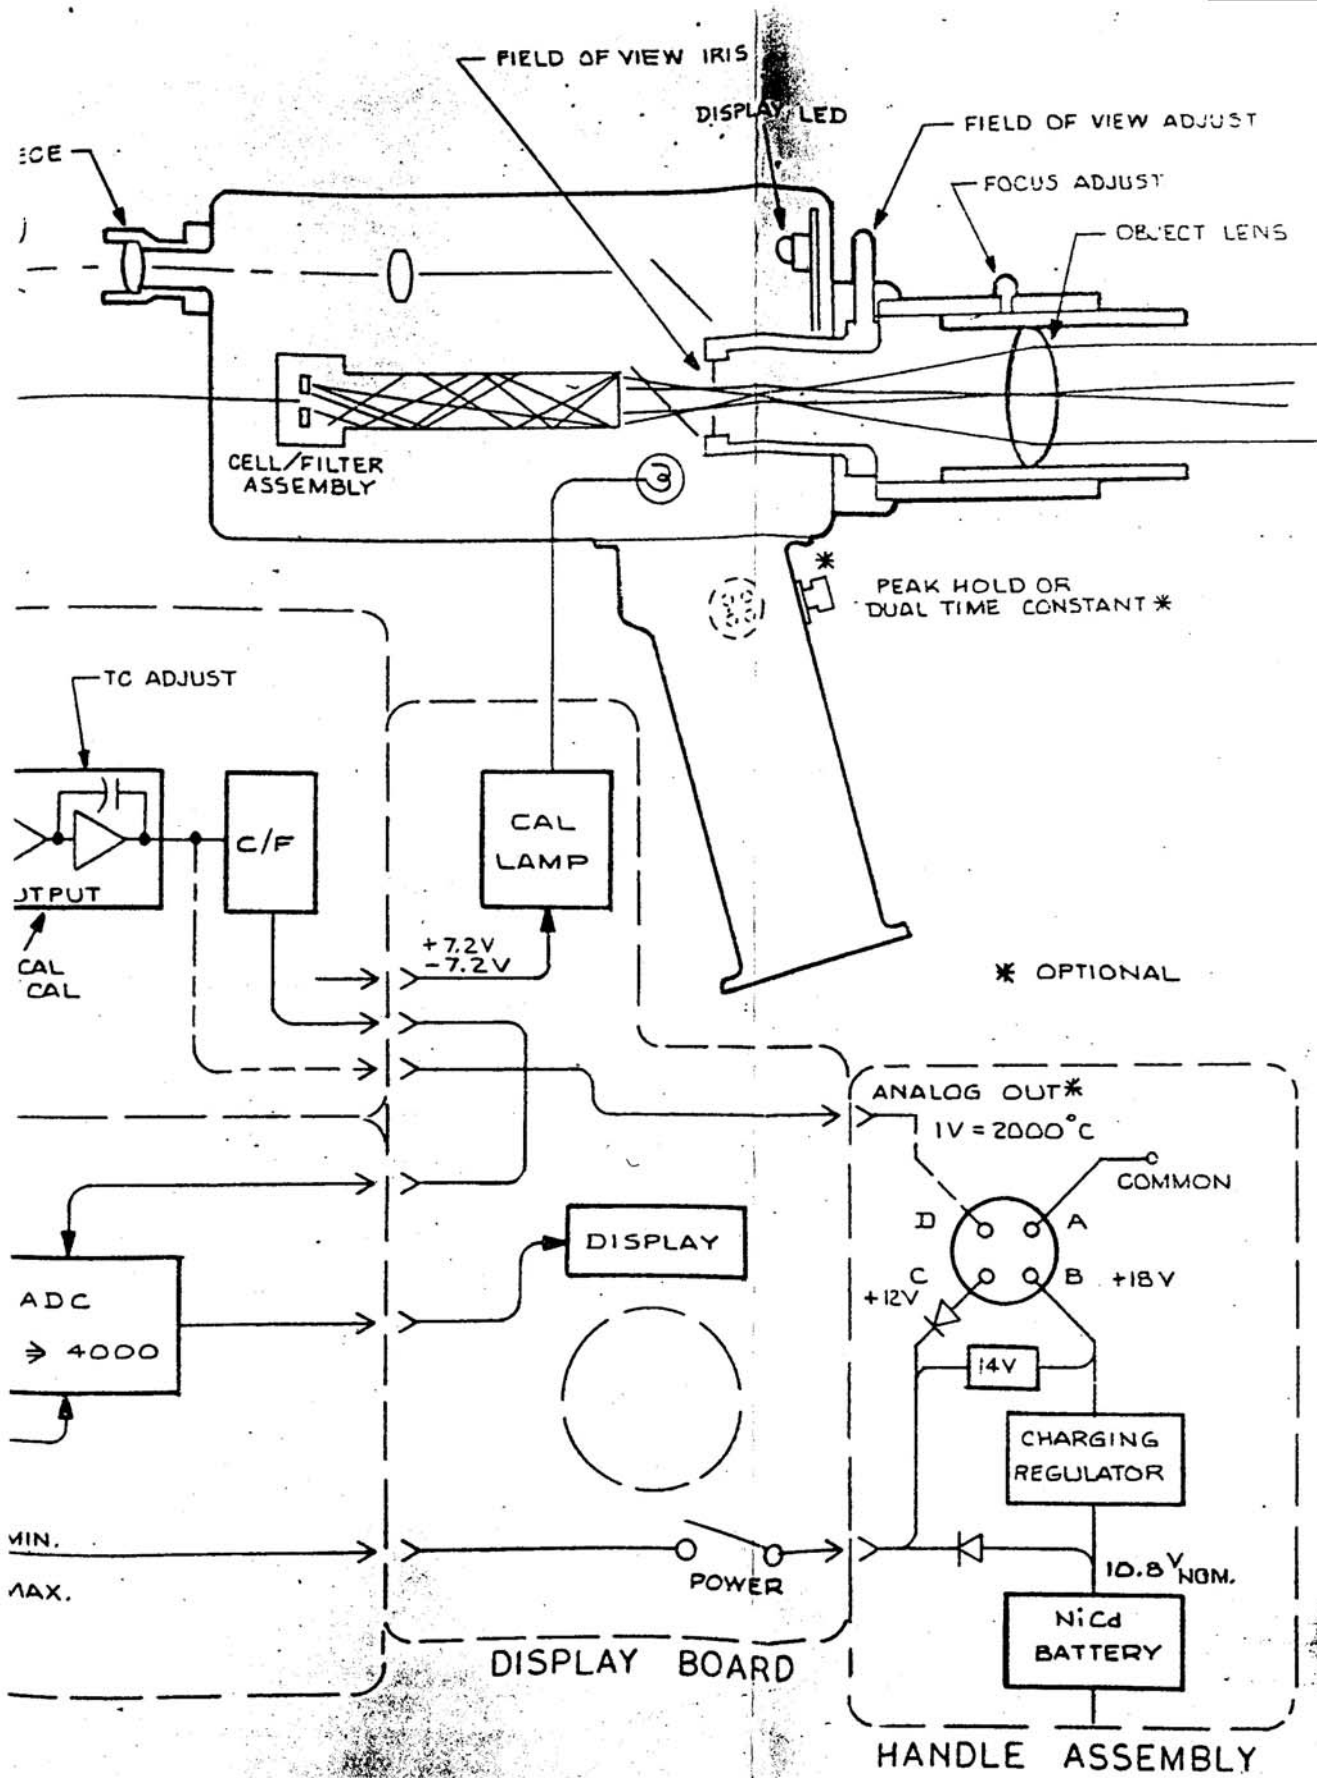 FIELD OF VIEW IRIS
DISPLAY LED
FIELD OF VIEW ADJUST
FOCUS ADJUST
OBJECT LENS
ECE
CELL/FILTER
ASSEMBLY
*
PEAK HOLD OR
DUAL TIME CONSTANT *
TC ADJUST
C/F
UTPUT
CAL
CAL
CAL
LAMP
+7.2V
-7.2V
* OPTIONAL
ANALOG OUT *
1V = 2000°C
COMMON
D
A
C
B
+18V
+12V
14V
DISPLAY
ADC
⇒ 4000
CHARGING
REGULATOR
MIN.
MAX.
POWER
10.8V NOM.
NiCd
BATTERY
DISPLAY BOARD
HANDLE ASSEMBLY